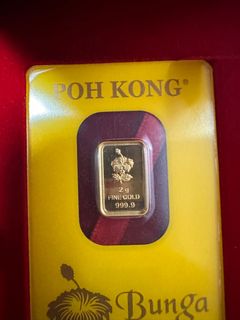 POH KONG®
2g
FINE GOLD
999.9
Bunga